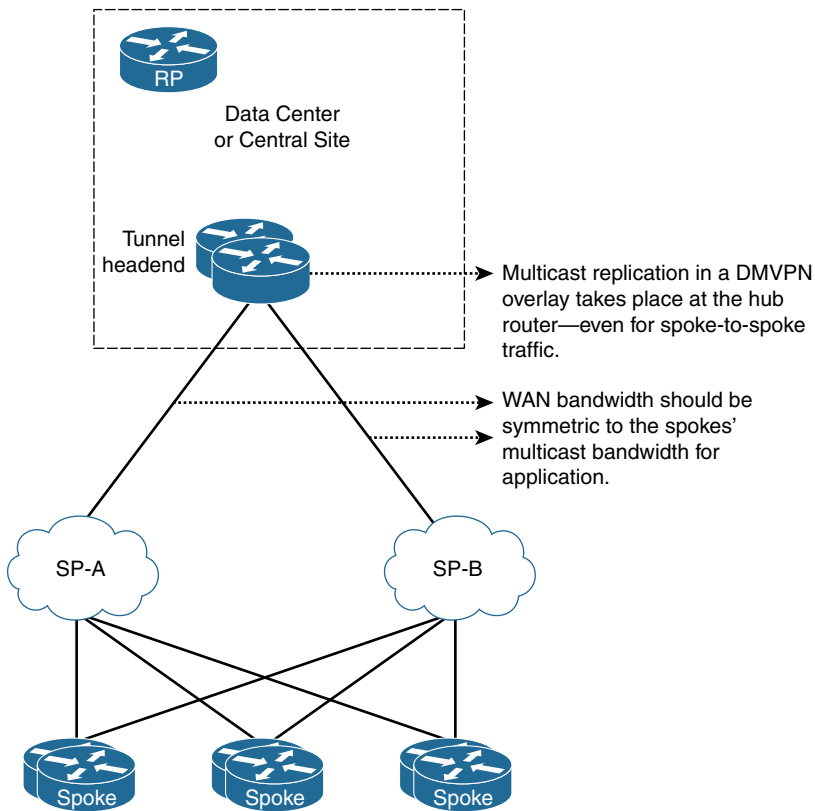 RP
Data Center
or Central Site
Tunnel
headend
Multicast replication in a DMVPN
overlay takes place at the hub
router—even for spoke-to-spoke
traffic.
WAN bandwidth should be
symmetric to the spokes’
multicast bandwidth for
application.
SP-A
SP-B
Spoke
Spoke
Spoke